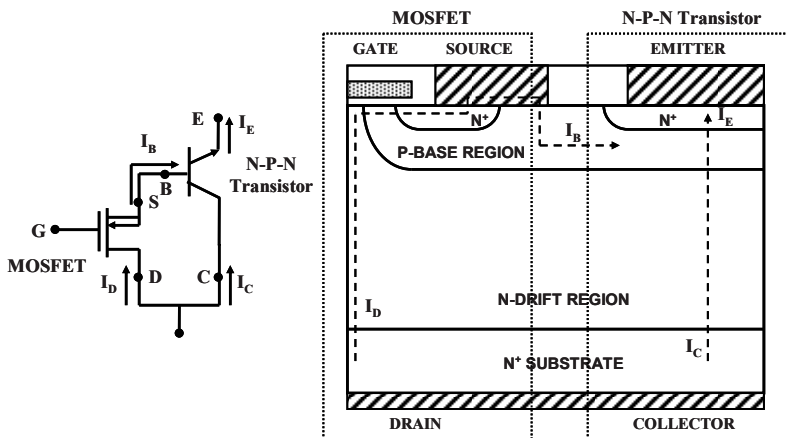 E
I_E
I_B
N-P-N
Transistor
B
S
G
MOSFET
D
C
I_D
I_C
MOSFET
N-P-N Transistor
GATE
SOURCE
EMITTER
N+
N+
I_E
I_B
P-BASE REGION
I_D
N-DRIFT REGION
I_C
N+ SUBSTRATE
DRAIN
COLLECTOR